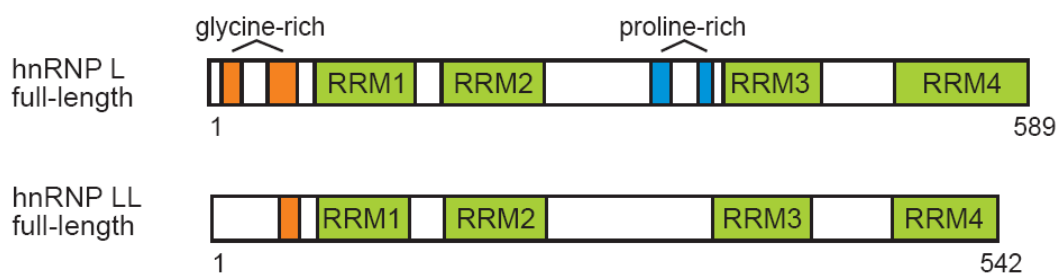 glycine-rich proline-rich
hnRNP L
full-length
RRM1 RRM2 RRM3 RRM4
1 589
hnRNP LL
full-length
RRM1 RRM2 RRM3 RRM4
1 542